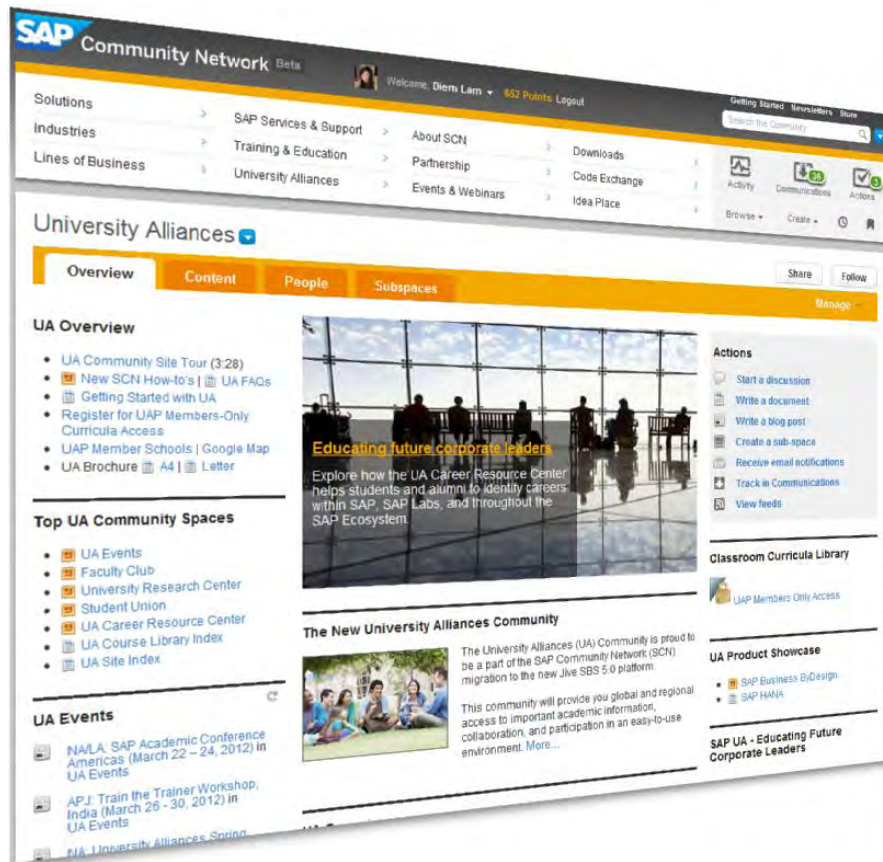 SAP Community Network Beta
Welcome, Diem Lam
652 Points Logout
Getting Started Newsletters Store
Search the Community
Solutions
Industries
Lines of Business
SAP Services & Support
Training & Education
University Alliances
About SCN
Partnership
Events & Webinars
Downloads
Code Exchange
Idea Place
Activity
36
Communications
3
Actions
Browse
Create
University Alliances
Share
Follow
Overview
Content
People
Subspaces
Manage
UA Overview
UA Community Site Tour (3:28)
New SCN How-to's | UA FAQs
Getting Started with UA
Register for UAP Members-Only
Curricula Access
UAP Member Schools | Google Map
UA Brochure A4 | Letter
Top UA Community Spaces
UA Events
Faculty Club
University Research Center
Student Union
UA Career Resource Center
UA Course Library Index
UA Site Index
UA Events
NA/LA: SAP Academic Conference
Americas (March 22 – 24, 2012) in
UA Events
APJ: Train the Trainer Workshop,
India (March 26 - 30, 2012) in
UA Events
NA: University Alliances Spring
Educating future corporate leaders
Explore how the UA Career Resource Center
helps students and alumni to identify careers
within SAP, SAP Labs, and throughout the
SAP Ecosystem.
The New University Alliances Community
The University Alliances (UA) Community is proud to
be a part of the SAP Community Network (SCN)
migration to the new Jive SBS 5.0 platform.
This community will provide you global and regional
access to important academic information,
collaboration, and participation in an easy-to-use
environment. More...
Actions
Start a discussion
Write a document
Write a blog post
Create a sub-space
Receive email notifications
Track in Communications
View feeds
Classroom Curricula Library
UAP Members Only Access
UA Product Showcase
SAP Business ByDesign
SAP HANA
SAP UA - Educating Future
Corporate Leaders